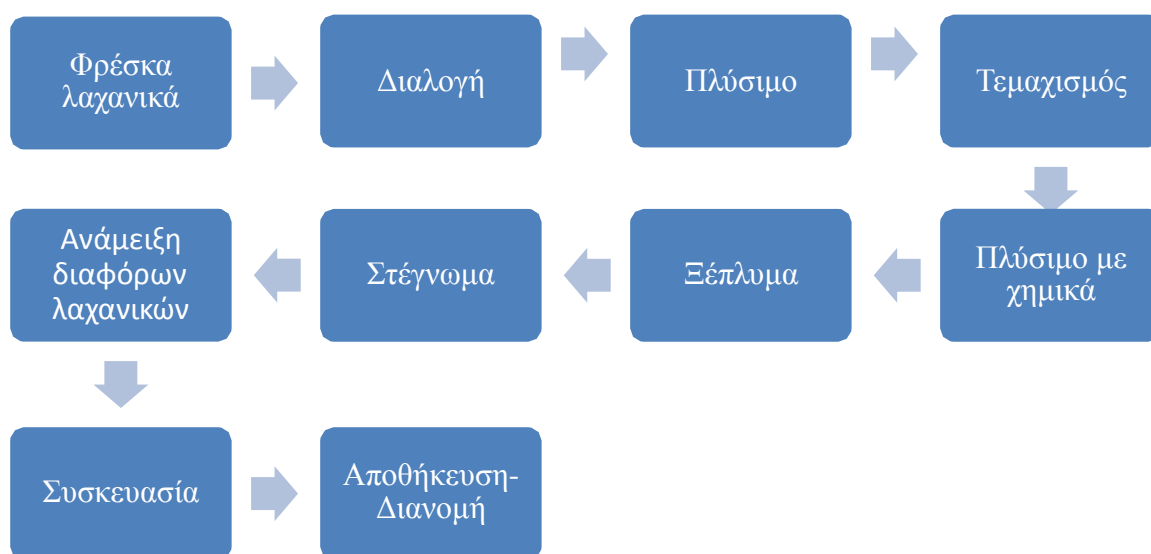 Φρέσκα
λαχανικά
Διαλογή
Πλύσιμο
Τεμαχισμός
Πλύσιμο με
χημικά
Ξέπλυμα
Στέγνωμα
Ανάμειξη
διαφόρων
λαχανικών
Συσκευασία
Αποθήκευση-
Διανομή